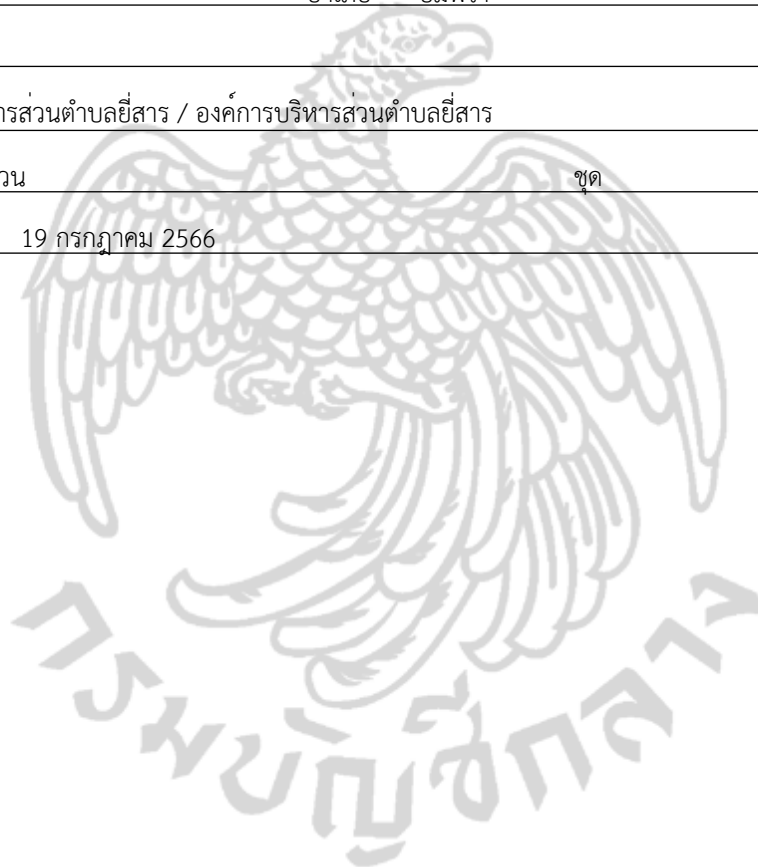 ารส่วนตำบลยี่สาร / องค์การบริหารส่วนตำบลยี่สาร
วน ชุด
19 กรกฎาคม 2566
กรมบัญชีกลาง